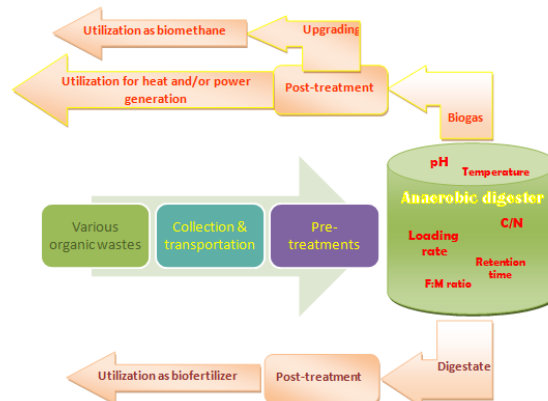 Utilization as biomethane
Upgrading
Utilization for heat and/or power
generation
Post-treatment
Biogas
pH
Temperature
Anaerobic digester
C/N
Loading
rate
Retention
time
F:M ratio
Various
organic wastes
Collection &
transportation
Pre-
treatments
Utilization as biofertilizer
Post-treatment
Digestate